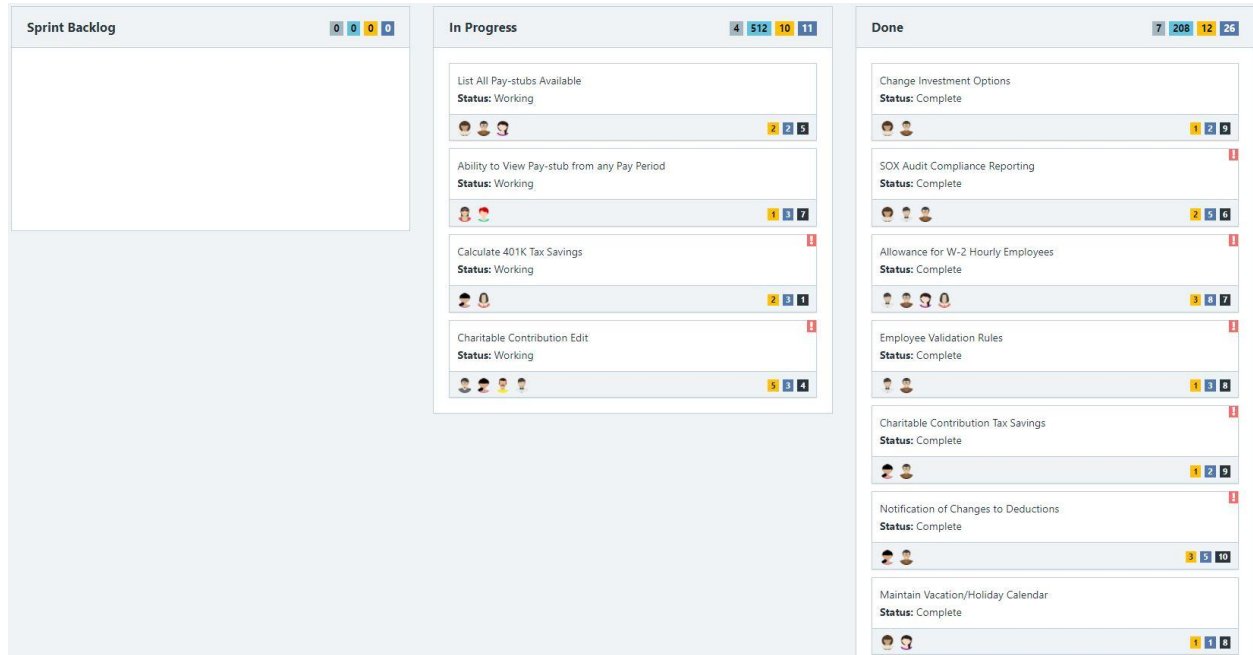 Sprint Backlog 0 0 0 0
In Progress 4 512 10 11
List All Pay-stubs Available
Status: Working
2 2 5
Ability to View Pay-stub from any Pay Period
Status: Working
1 3 7
!
Calculate 401K Tax Savings
Status: Working
2 3 1
!
Charitable Contribution Edit
Status: Working
5 3 4
Done 7 208 12 26
Change Investment Options
Status: Complete
1 2 9
!
SOX Audit Compliance Reporting
Status: Complete
2 5 6
!
Allowance for W-2 Hourly Employees
Status: Complete
3 8 7
!
Employee Validation Rules
Status: Complete
1 3 8
!
Charitable Contribution Tax Savings
Status: Complete
1 2 9
!
Notification of Changes to Deductions
Status: Complete
3 5 10
Maintain Vacation/Holiday Calendar
Status: Complete
1 1 8